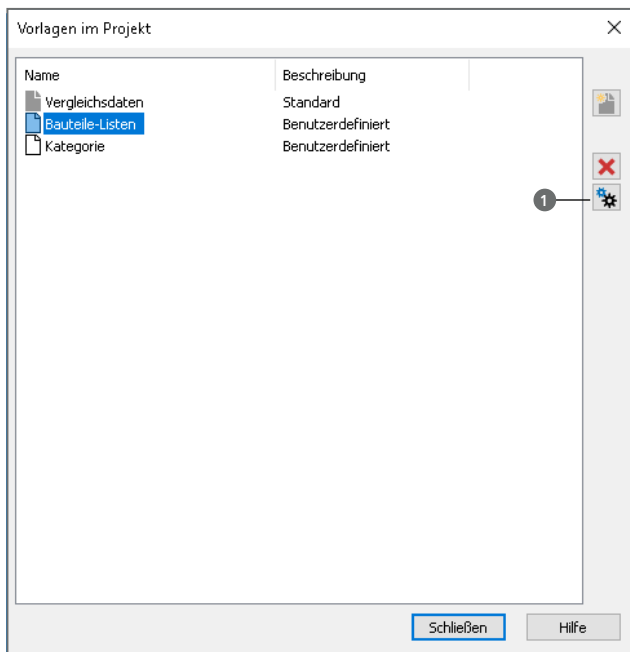 Vorlagen im Projekt
Name Beschreibung
Vergleichsdaten Standard
Bauteile-Listen Benutzerdefiniert
Kategorie Benutzerdefiniert
1
Schließen Hilfe